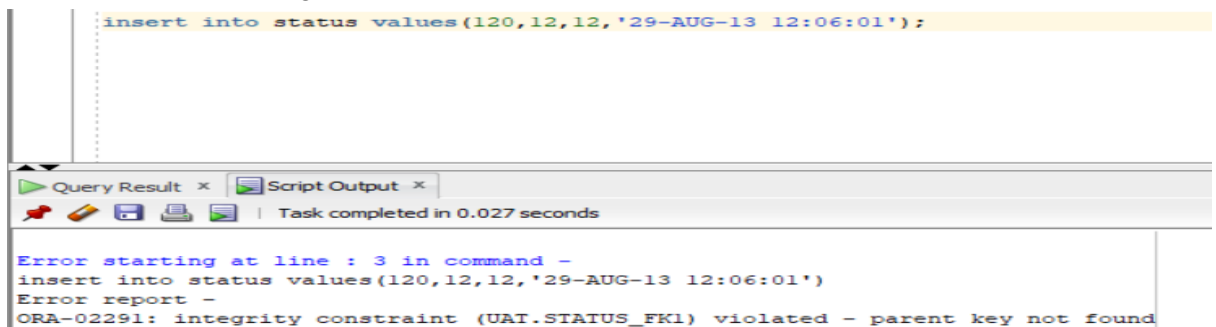 insert into status values(120,12,12,'29-AUG-13 12:06:01');
Query Result × Script Output ×
Task completed in 0.027 seconds
Error starting at line : 3 in command -
insert into status values(120,12,12,'29-AUG-13 12:06:01')
Error report -
ORA-02291: integrity constraint (UAT.STATUS_FK1) violated - parent key not found